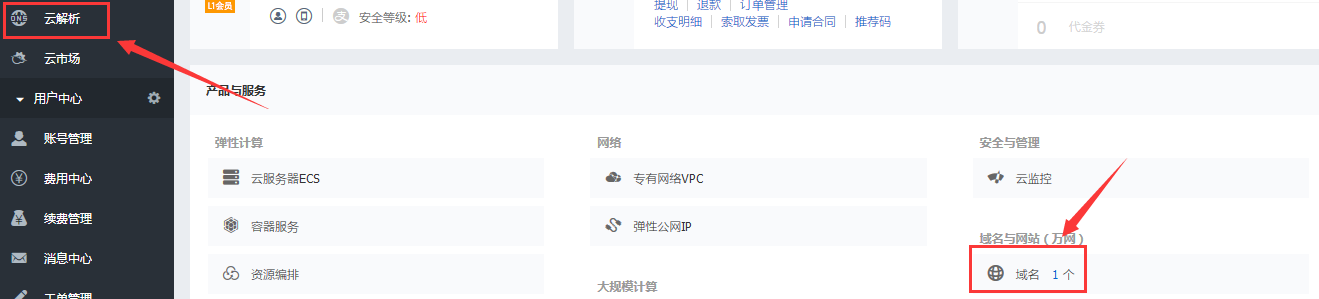 DNS 云解析
云市场
用户中心
账号管理
费用中心
续费管理
消息中心
工单管理
L1会员
安全等级: 低
提现 退款 订单管理
收支明细 索取发票 申请合同 推荐码
0 代金券
产品与服务
弹性计算
云服务器ECS
容器服务
资源编排
网络
专有网络VPC
弹性公网IP
大规模计算
安全与管理
云监控
域名与网站（万网）
域名 1 个